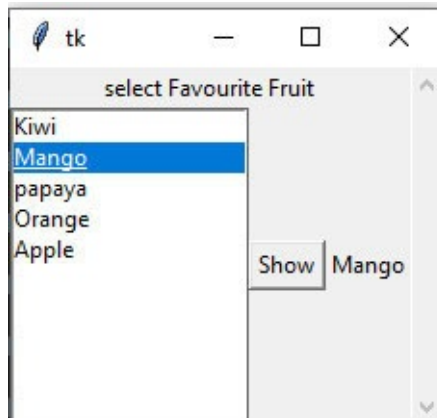 tk
select Favourite Fruit
Kiwi
Mango
papaya
Orange
Apple
Show Mango